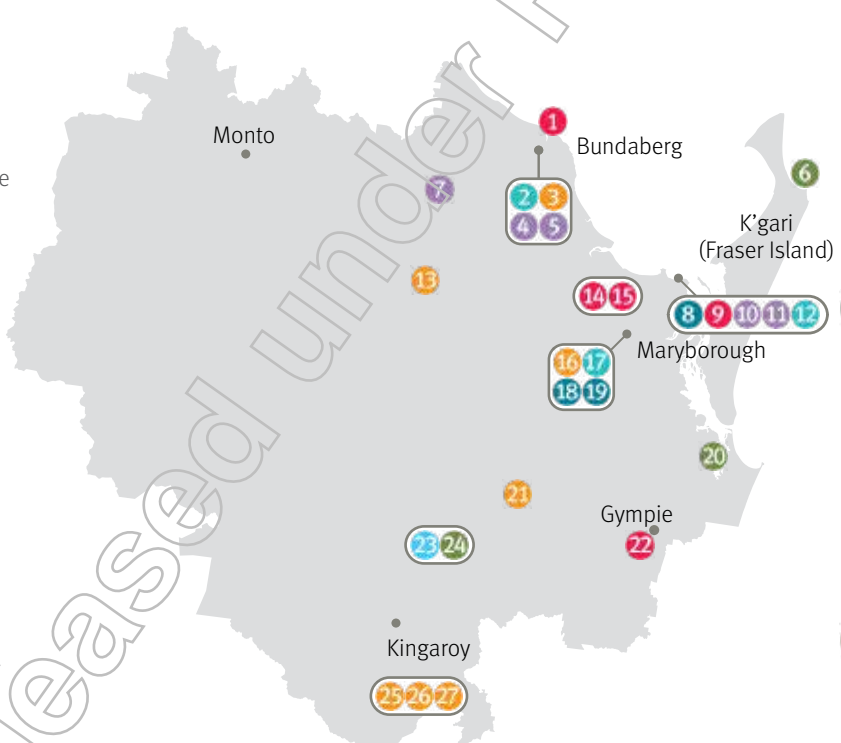 1
Monto
Bundaberg
e
6
7
2 3
4 5
K'gari
(Fraser Island)
13
14 15
8 9 10 11 12
Maryborough
16 17
18 19
20
21
Gympie
23 24
22
Kingaroy
25 26 27
leased under